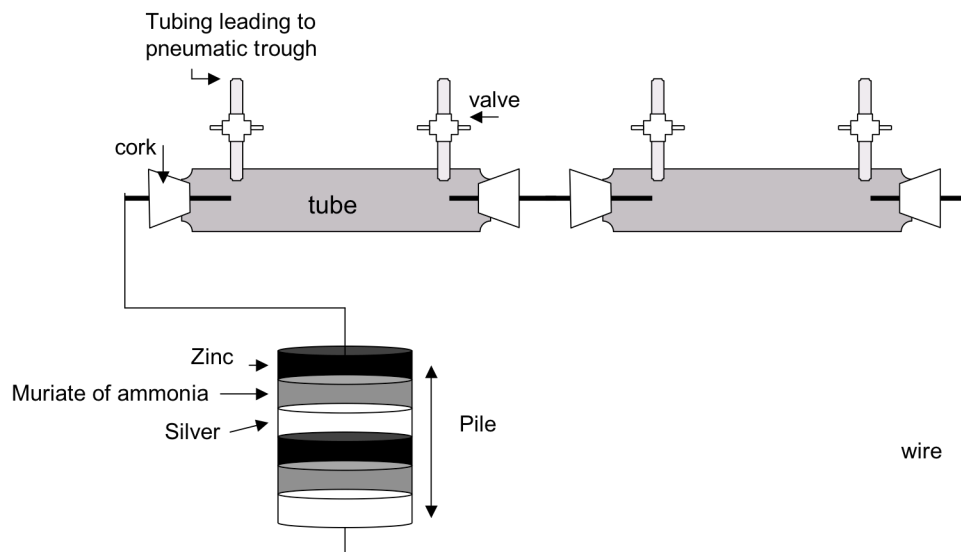 Tubing leading to
pneumatic trough
valve
cork
tube
Zinc
Muriate of ammonia
Silver
Pile
wire